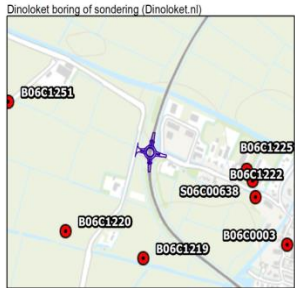 Dinoloket boring of sondering (Dinoloket.nl)
B06C1251
B06C1225
B06C1222
S06C00638
B06C1220
B06C0003
B06C1219